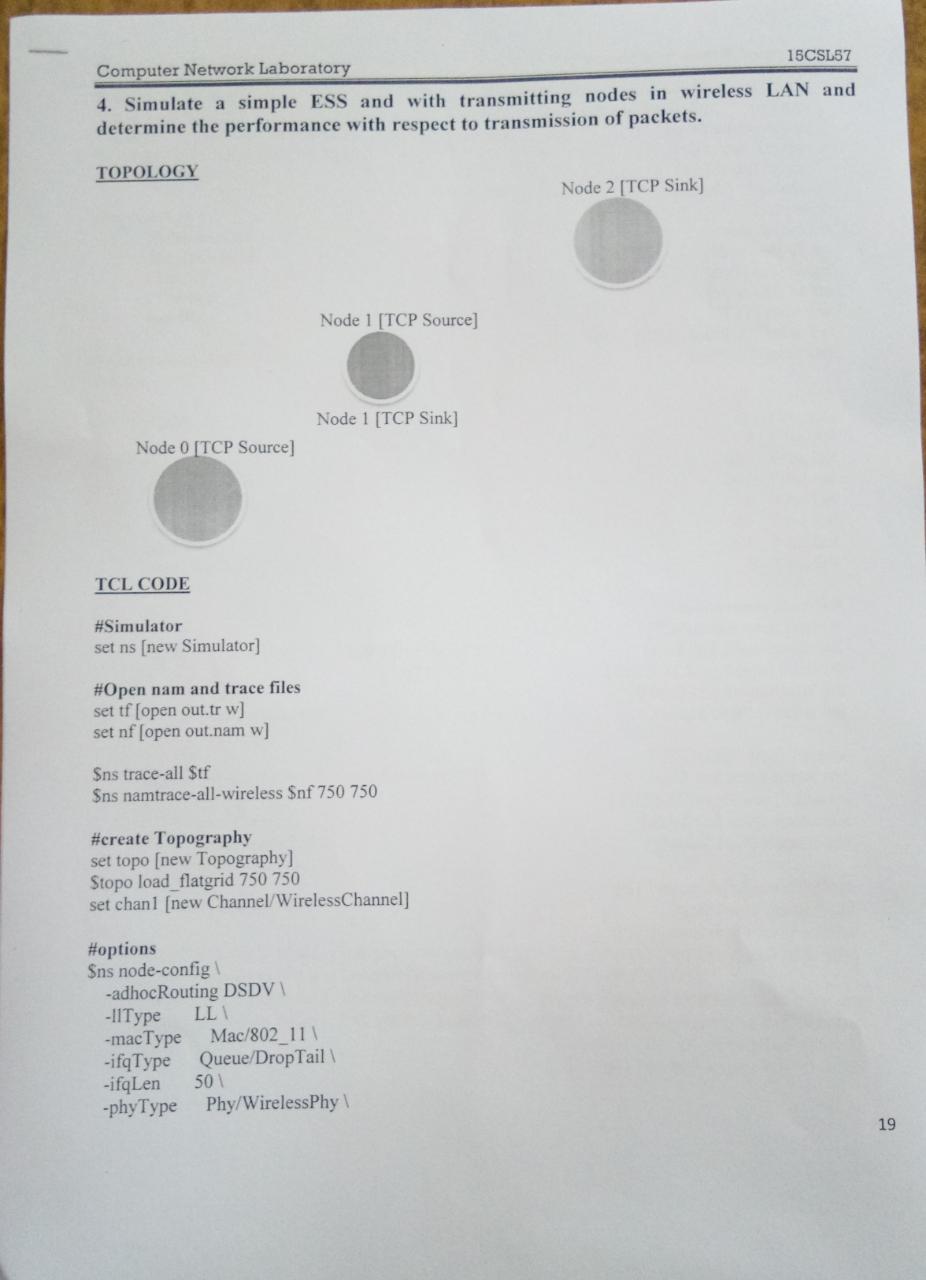 Computer Network Laboratory 15CSL57
4. Simulate a simple ESS and with transmitting nodes in wireless LAN and
determine the performance with respect to transmission of packets.
TOPOLOGY
Node 2 [TCP Sink]
Node 1 [TCP Source]
Node 1 [TCP Sink]
Node 0 [TCP Source]
TCL CODE
#Simulator
set ns [new Simulator]
#Open nam and trace files
set tf [open out.tr w]
set nf [open out.nam w]
$ns trace-all $tf
$ns namtrace-all-wireless $nf 750 750
#create Topography
set topo [new Topography]
$topo load_flatgrid 750 750
set chan1 [new Channel/WirelessChannel]
#options
$ns node-config \
-adhocRouting DSDV \
-llType LL \
-macType Mac/802_11 \
-ifqType Queue/DropTail \
-ifqLen 50 \
-phyType Phy/WirelessPhy \
19